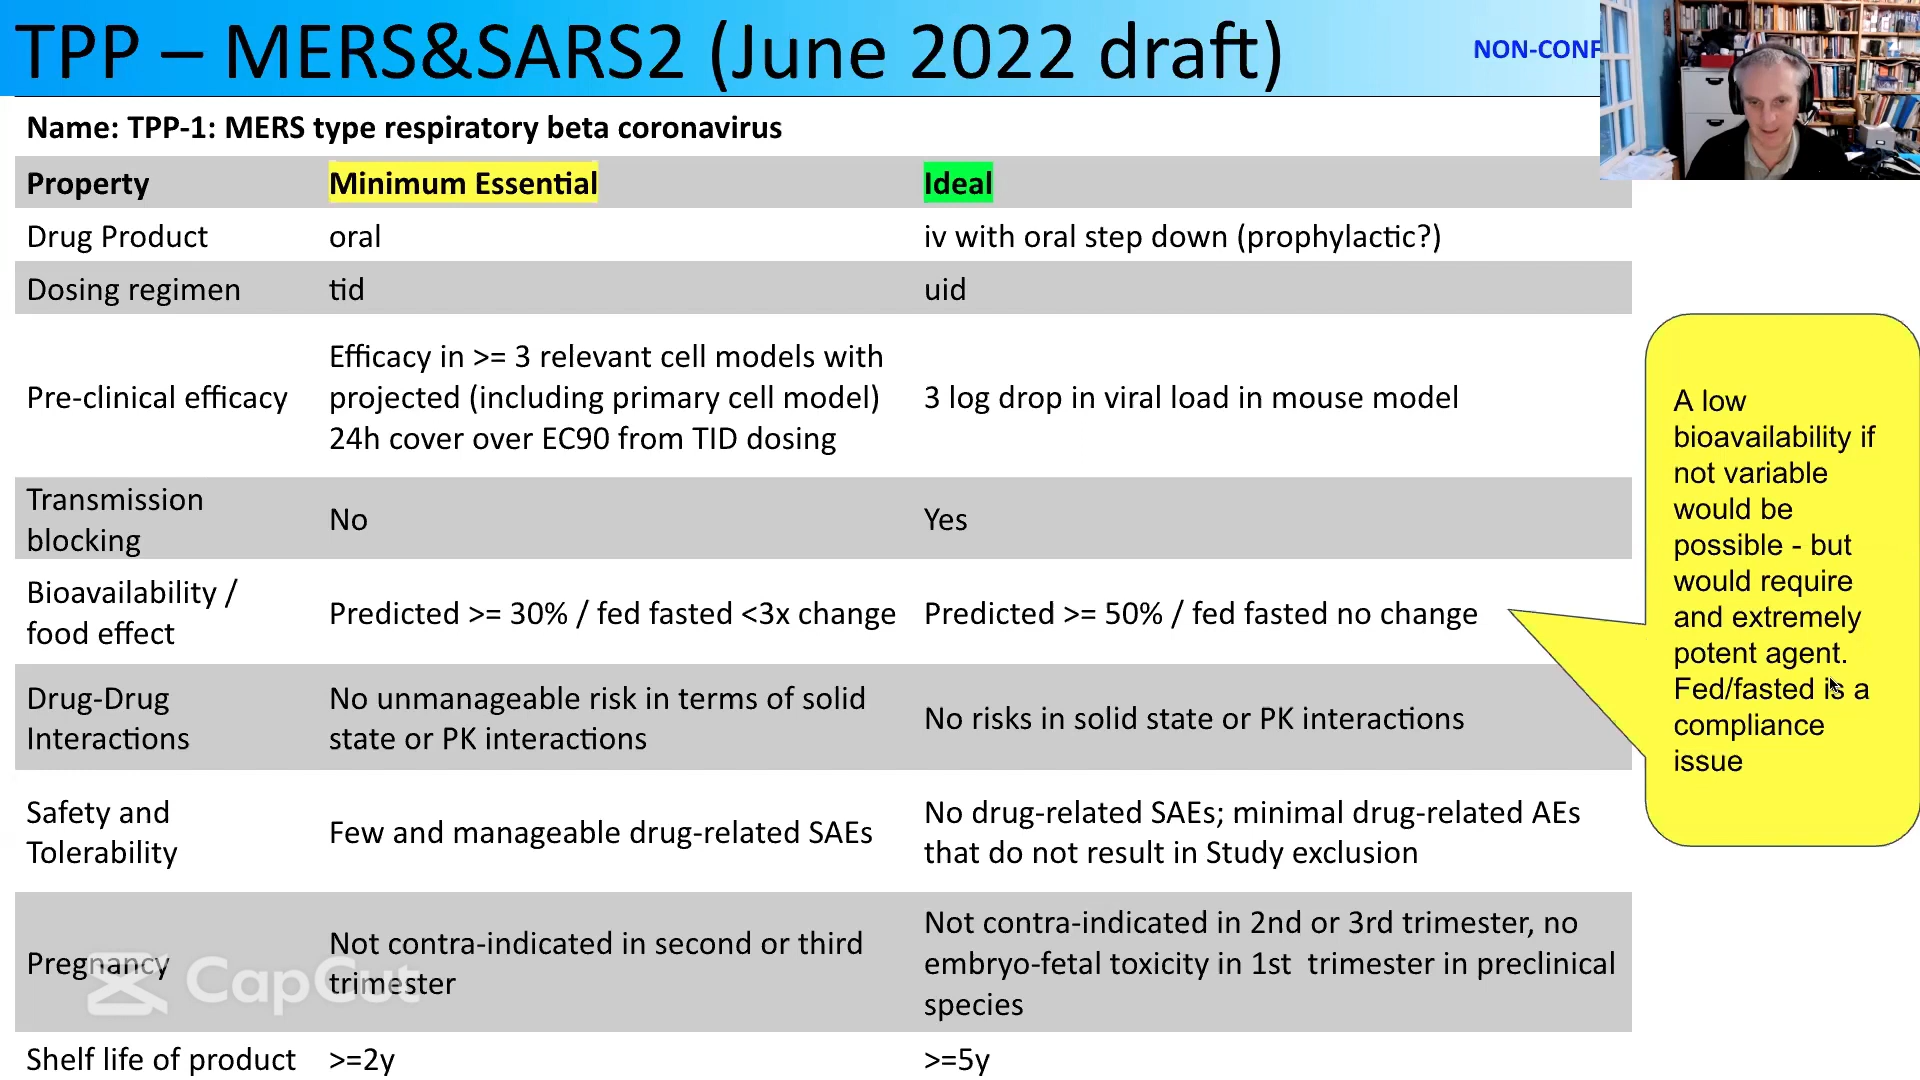 TPP – MERS&SARS2 (June 2022 draft)
NON-CONF
Name: TPP-1: MERS type respiratory beta coronavirus
Property Minimum Essential Ideal
Drug Product oral iv with oral step down (prophylactic?)
Dosing regimen tid uid
Pre-clinical efficacy
Efficacy in >= 3 relevant cell models with
projected (including primary cell model)
24h cover over EC90 from TID dosing
3 log drop in viral load in mouse model
Transmission
blocking
No
Yes
Bioavailability /
food effect
Predicted >= 30% / fed fasted <3x change
Predicted >= 50% / fed fasted no change
Drug-Drug
Interactions
No unmanageable risk in terms of solid
state or PK interactions
No risks in solid state or PK interactions
Safety and
Tolerability
Few and manageable drug-related SAEs
No drug-related SAEs; minimal drug-related AEs
that do not result in Study exclusion
Pregnancy
Not contra-indicated in second or third
trimester
Not contra-indicated in 2nd or 3rd trimester, no
embryo-fetal toxicity in 1st trimester in preclinical
species
Shelf life of product >=2y >=5y
A low
bioavailability if
not variable
would be
possible - but
would require
and extremely
potent agent.
Fed/fasted is a
compliance
issue
CapCut